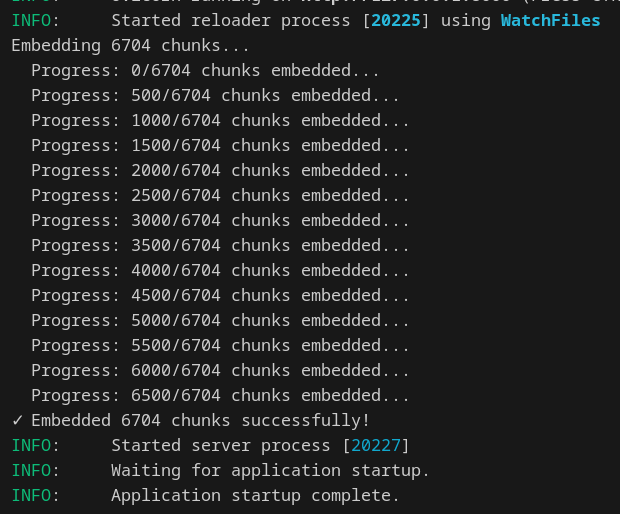 INFO:     Started reloader process [20225] using WatchFiles
Embedding 6704 chunks...
  Progress: 0/6704 chunks embedded...
  Progress: 500/6704 chunks embedded...
  Progress: 1000/6704 chunks embedded...
  Progress: 1500/6704 chunks embedded...
  Progress: 2000/6704 chunks embedded...
  Progress: 2500/6704 chunks embedded...
  Progress: 3000/6704 chunks embedded...
  Progress: 3500/6704 chunks embedded...
  Progress: 4000/6704 chunks embedded...
  Progress: 4500/6704 chunks embedded...
  Progress: 5000/6704 chunks embedded...
  Progress: 5500/6704 chunks embedded...
  Progress: 6000/6704 chunks embedded...
  Progress: 6500/6704 chunks embedded...
✓ Embedded 6704 chunks successfully!
INFO:     Started server process [20227]
INFO:     Waiting for application startup.
INFO:     Application startup complete.